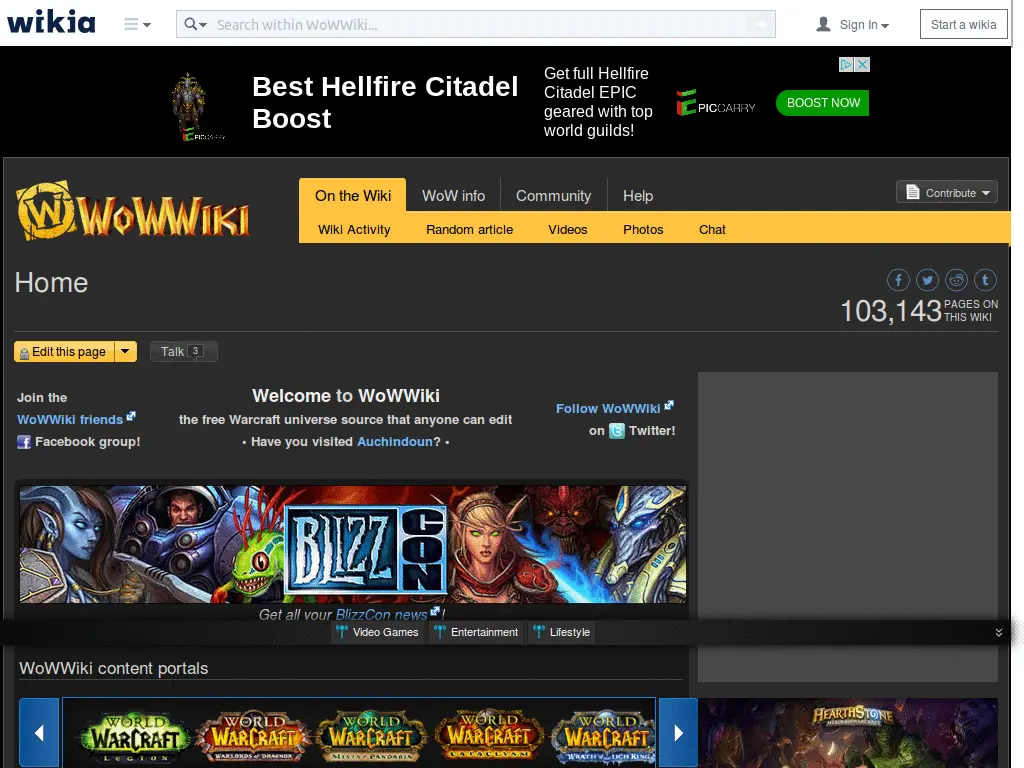 wikia
Search within WoWWiki...
Sign In
Start a wikia
Best Hellfire Citadel
Boost
Get full Hellfire
Citadel EPIC
geared with top
world guilds!
EPICCARRY
EPICCARRY
BOOST NOW
WoWWiki
On the Wiki
WoW info
Community
Help
Contribute
Wiki Activity
Random article
Videos
Photos
Chat
Home
103,143 PAGES ON
THIS WIKI
Edit this page
Talk 3
Join the
WoWWiki friends
Facebook group!
Welcome to WoWWiki
the free Warcraft universe source that anyone can edit
• Have you visited Auchindoun? •
Follow WoWWiki
on Twitter!
BLIZZ
CON
Get all your BlizzCon news!
Video Games
Entertainment
Lifestyle
WoWWiki content portals
WORLD
WARCRAFT
LEGION
WORLD
WARCRAFT
WARLORDS OF DRAENOR
WORLD
WARCRAFT
MISTS OF PANDARIA
WORLD
WARCRAFT
CATACLYSM
WORLD
WARCRAFT
WRATH OF THE LICH KING
HEARTHSTONE
HEROES OF WARCRAFT